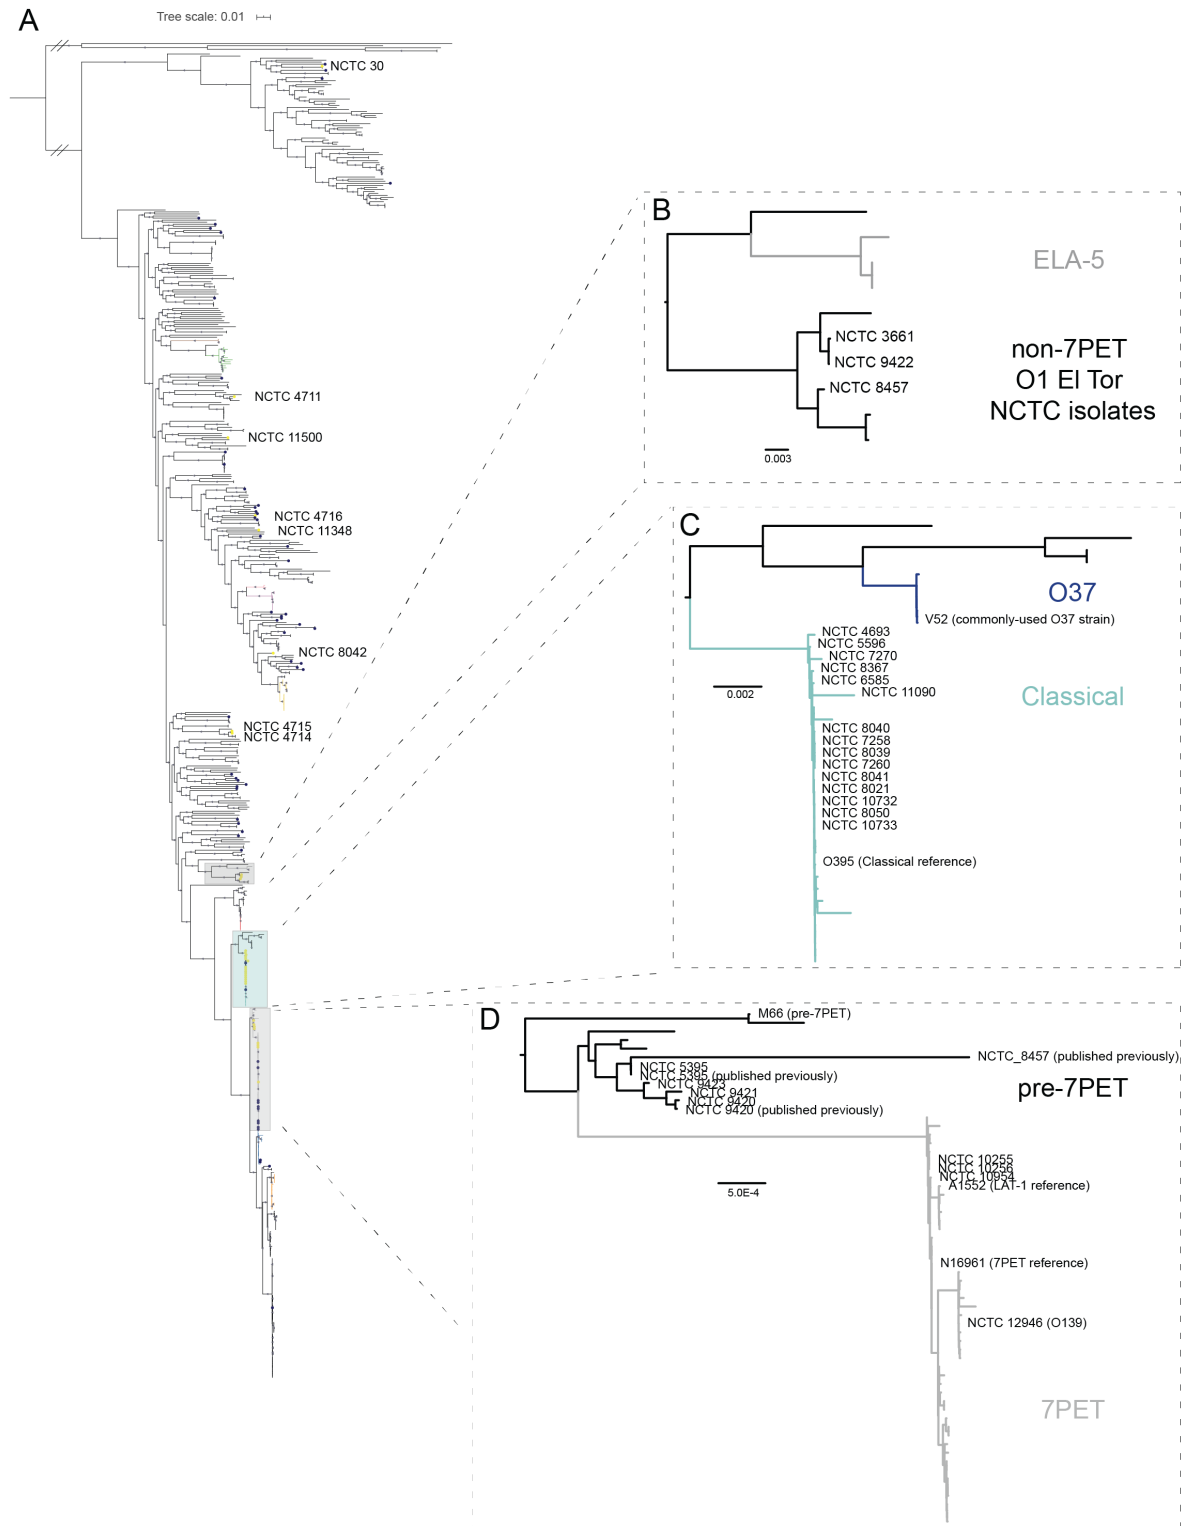 A
Tree scale: 0.01
NCTC 30
NCTC 4711
NCTC 11500
NCTC 4716
NCTC 11348
NCTC 8042
NCTC 4715
NCTC 4714
B
ELA-5
NCTC 3661
NCTC 9422
NCTC 8457
non-7PET
O1 El Tor
NCTC isolates
0.003
C
O37
V52 (commonly-used O37 strain)
NCTC 4693
NCTC 5596
NCTC 7270
NCTC 8367
NCTC 6585
NCTC 11090
0.002
Classical
NCTC 8040
NCTC 7258
NCTC 8039
NCTC 7260
NCTC 8041
NCTC 8021
NCTC 10732
NCTC 8050
NCTC 10733
O395 (Classical reference)
D
M66 (pre-7PET)
NCTC_8457 (published previously)
NCTC 5395
NCTC 5395 (published previously)
NCTC 9423
NCTC 9421
NCTC 9420
NCTC 9420 (published previously)
pre-7PET
NCTC 10255
NCTC 10256
NCTC 10954
A1552 (LAT-1 reference)
5.0E-4
N16961 (7PET reference)
NCTC 12946 (O139)
7PET